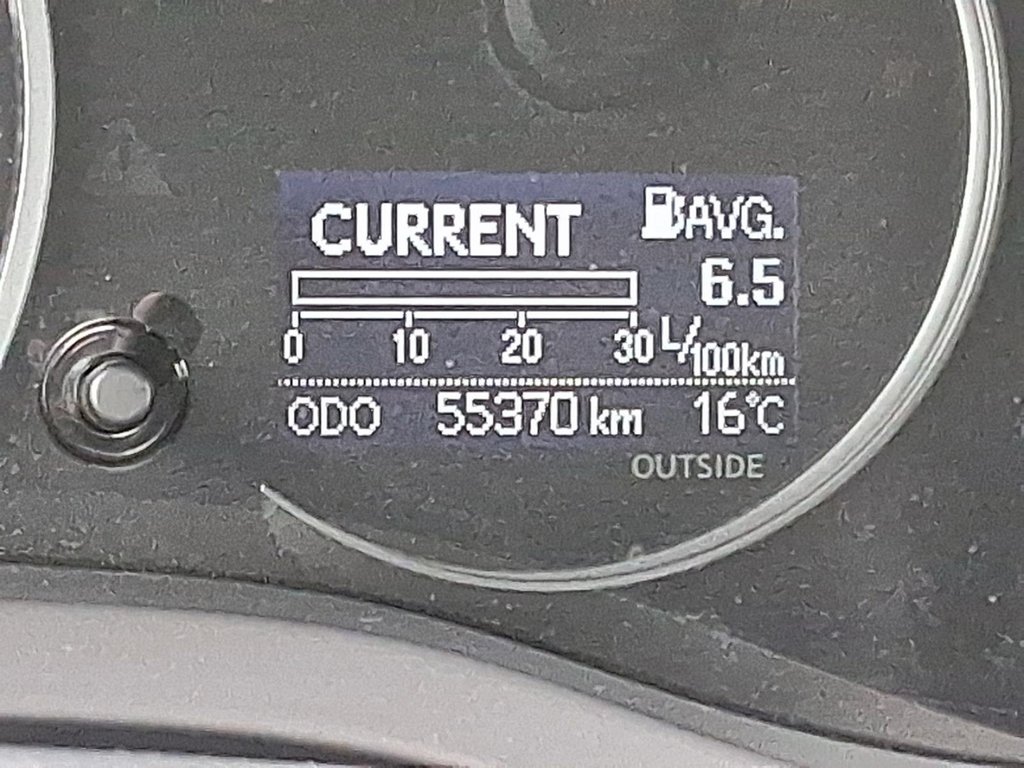 CURRENT AVG.
6.5
0 10 20 30 L/100km
ODO 55370 km 16°C
OUTSIDE